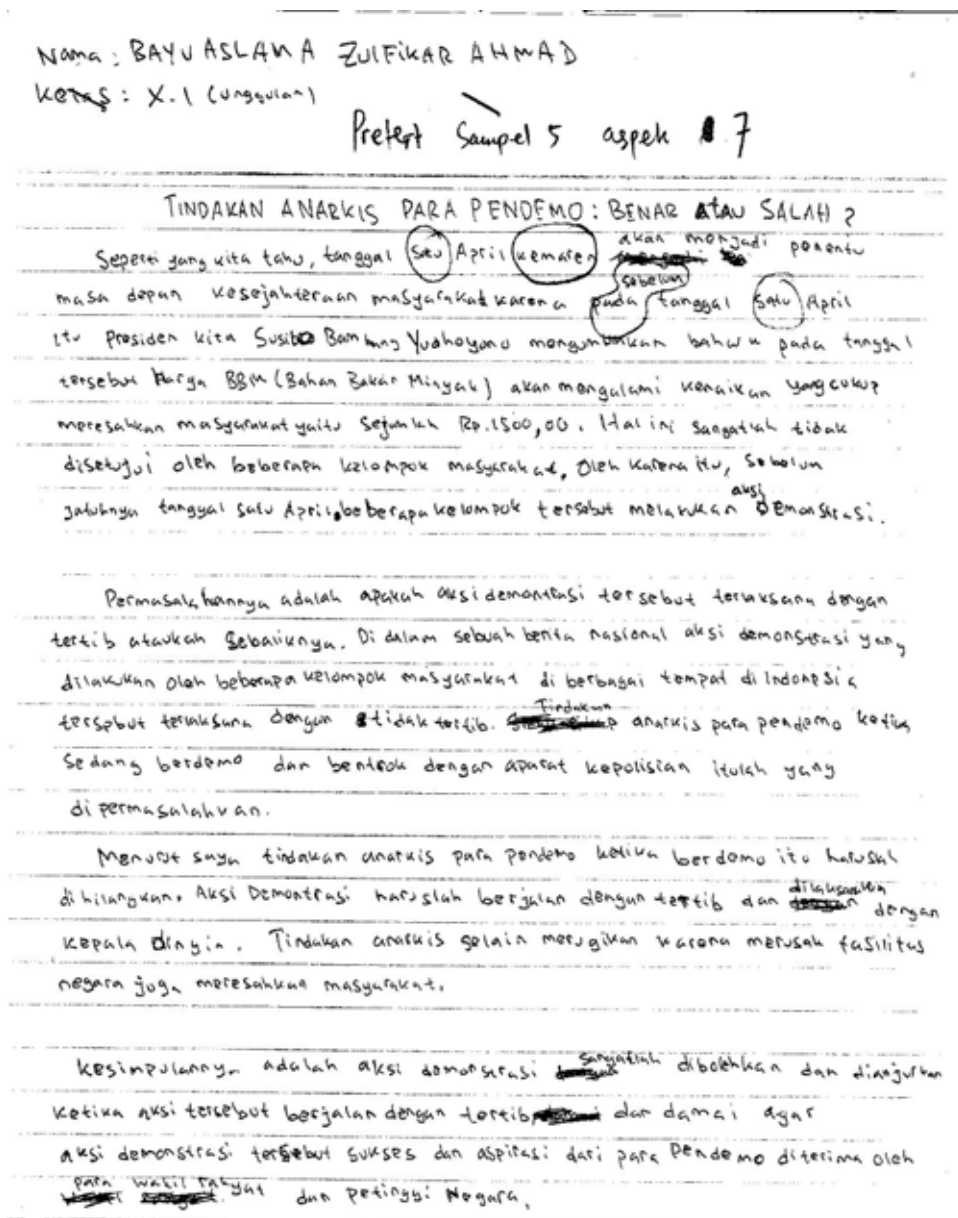 Nama : BAYU ASLAMA ZULFIKAR AHMAD
Kelas : X.1 (unggulan)
Pretest Sampel 5 aspek 7
TINDAKAN ANARKIS PARA PENDEMO : BENAR ATAU SALAH ?
Seperti yang kita tahu, tanggal satu April kemaren akan menjadi penentu
masa depan kesejahteraan masyarakat karena sebelum pada tanggal satu April
itu Presiden kita Susilo Bambang Yudhoyono mengumumkan bahwa pada tanggal
tersebut Harga BBM (Bahan Bakar Minyak) akan mengalami kenaikan yang cukup
meresahkan masyarakat yaitu sejumlah Rp.1500,00. Hal ini sangatlah tidak
disetujui oleh beberapa kelompok masyarakat. Oleh karena itu, sebelum
jatuhnya tanggal satu April, beberapa kelompok tersebut melakukan aksi Demonstrasi.
Permasalahannya adalah apakah aksi demontrasi tersebut terlaksana dengan
tertib ataukah sebaliknya. Di dalam sebuah berita nasional aksi demonstrasi yang
dilakukan oleh beberapa kelompok masyarakat di berbagai tempat di Indonesia
tersebut terlaksana dengan tidak tertib. Tindakan anarkis para pendemo ketika
sedang berdemo dan bentrok dengan aparat kepolisian itulah yang
di permasalahkan.
Menurut saya tindakan anarkis para pendemo ketika berdemo itu haruslah
di hilangkan. Aksi Demontrasi haruslah berjalan dengan tertib dan dilaksanakan dengan
kepala dingin. Tindakan anarkis selain merugikan karena merusak fasilitas
negara juga meresahkan masyarakat.
Kesimpulannya adalah aksi demonstrasi sangatlah dibolehkan dan dianjurkan
ketika aksi tersebut berjalan dengan tertib dan damai agar
aksi demonstrasi tersebut sukses dan aspirasi dari para Pendemo diterima oleh
para wakil rakyat dan petinggi Negara.